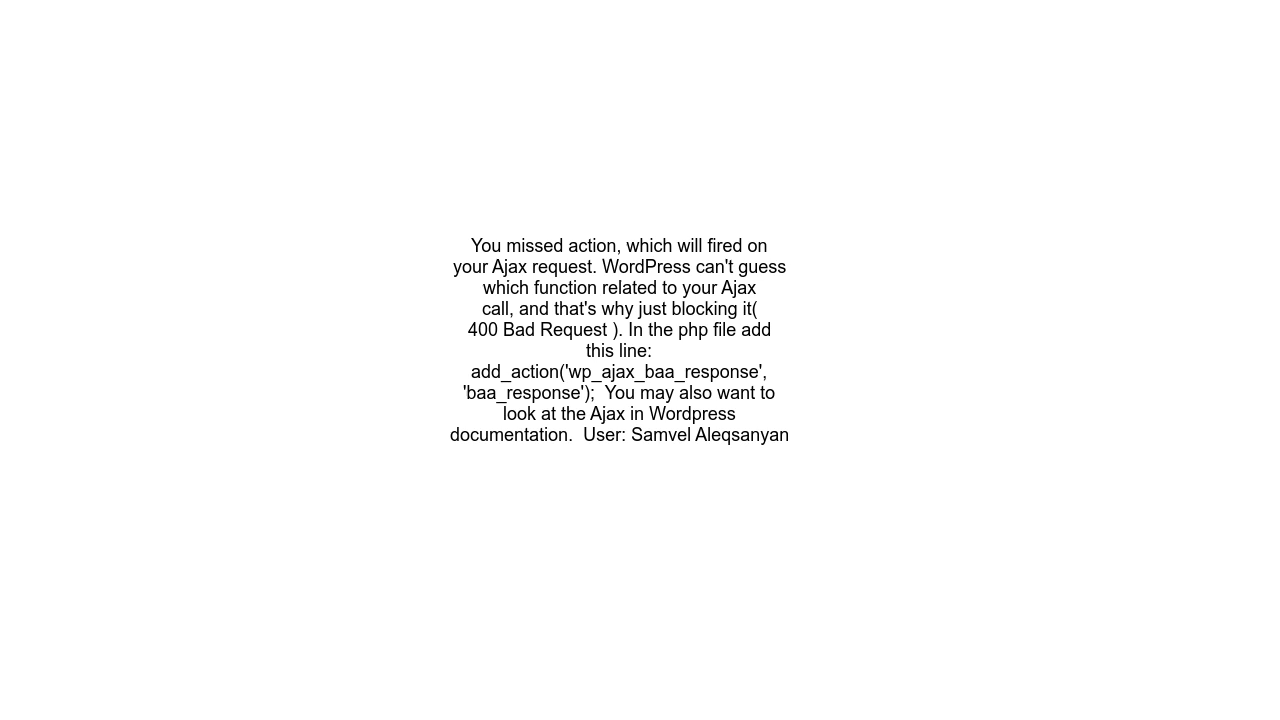 You missed action, which will fired on
your Ajax request. WordPress can't guess
which function related to your Ajax
call, and that's why just blocking it(
400 Bad Request ). In the php file add
this line:
add_action('wp_ajax_baa_response',
'baa_response');  You may also want to
look at the Ajax in Wordpress
documentation.  User: Samvel Aleqsanyan